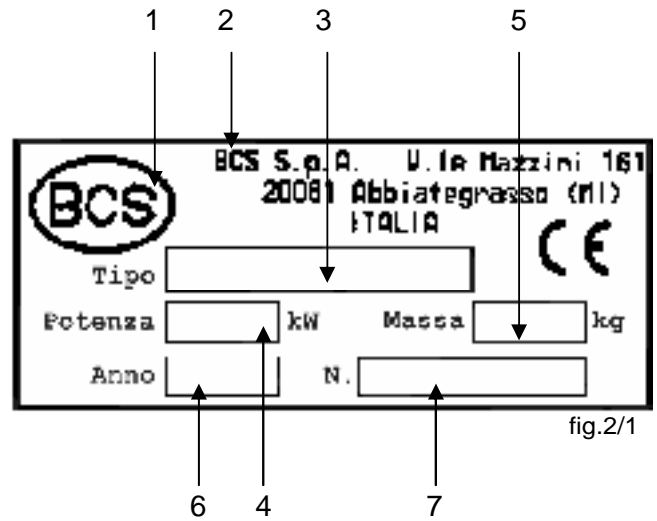 1 2 3 5
BCS S.p.A. V.le Mazzini 161
BCS
20081 Abbiategrasso (MI)
ITALIA
CE
Tipo
Potenza kW Massa kg
Anno N.
fig.2/1
6 4 7